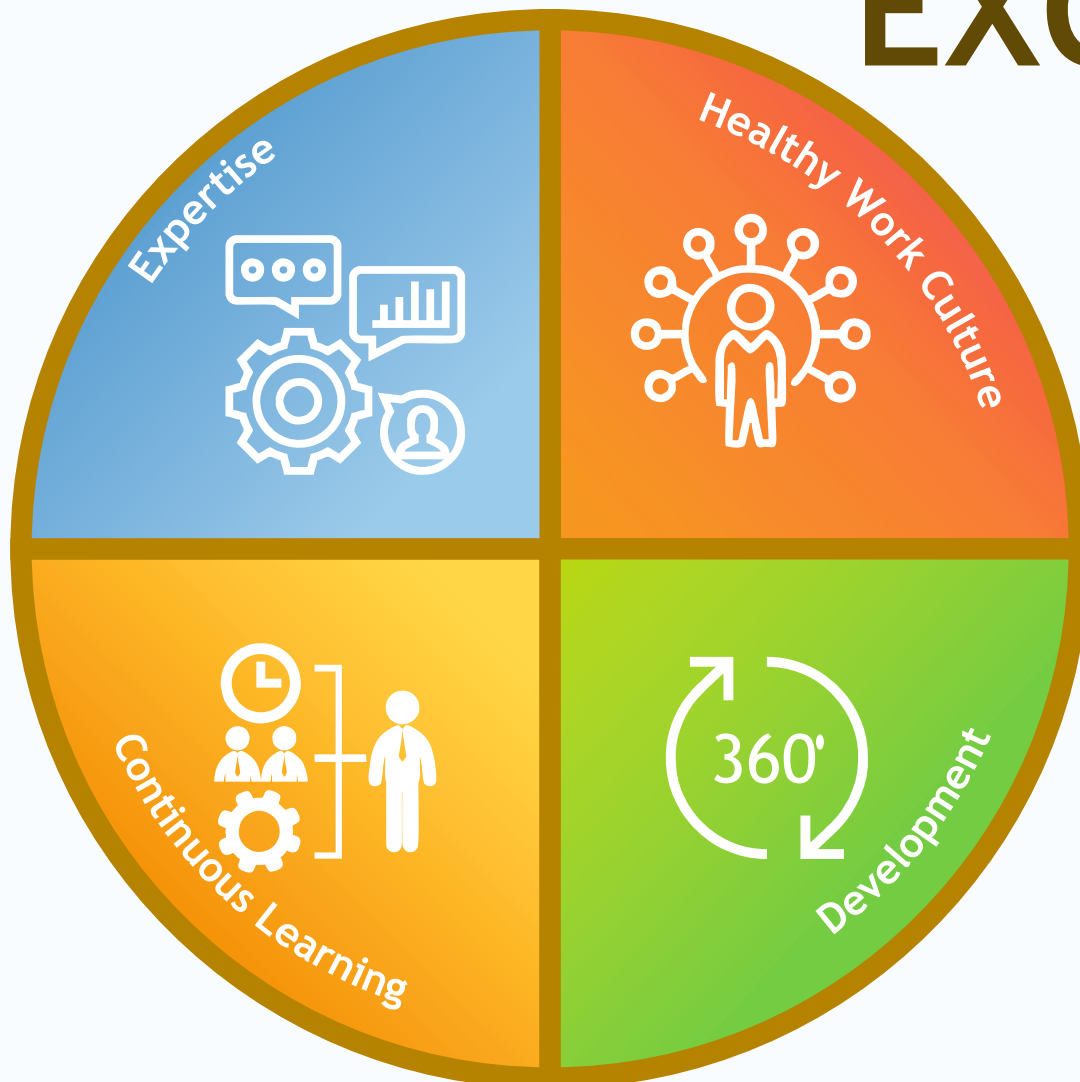 Expertise
Healthy Work Culture
Continuous Learning
360'
Development